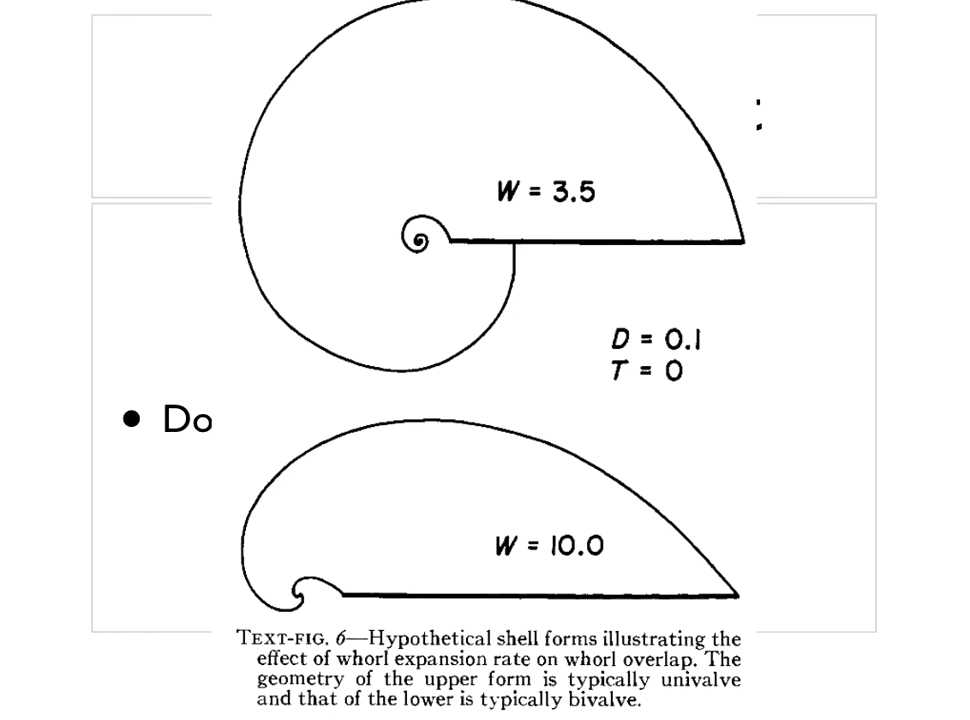 W = 3.5
D = 0.1
T = 0
• Do
W = 10.0
TEXT-FIG. 6—Hypothetical shell forms illustrating the
effect of whorl expansion rate on whorl overlap. The
geometry of the upper form is typically univalve
and that of the lower is typically bivalve.